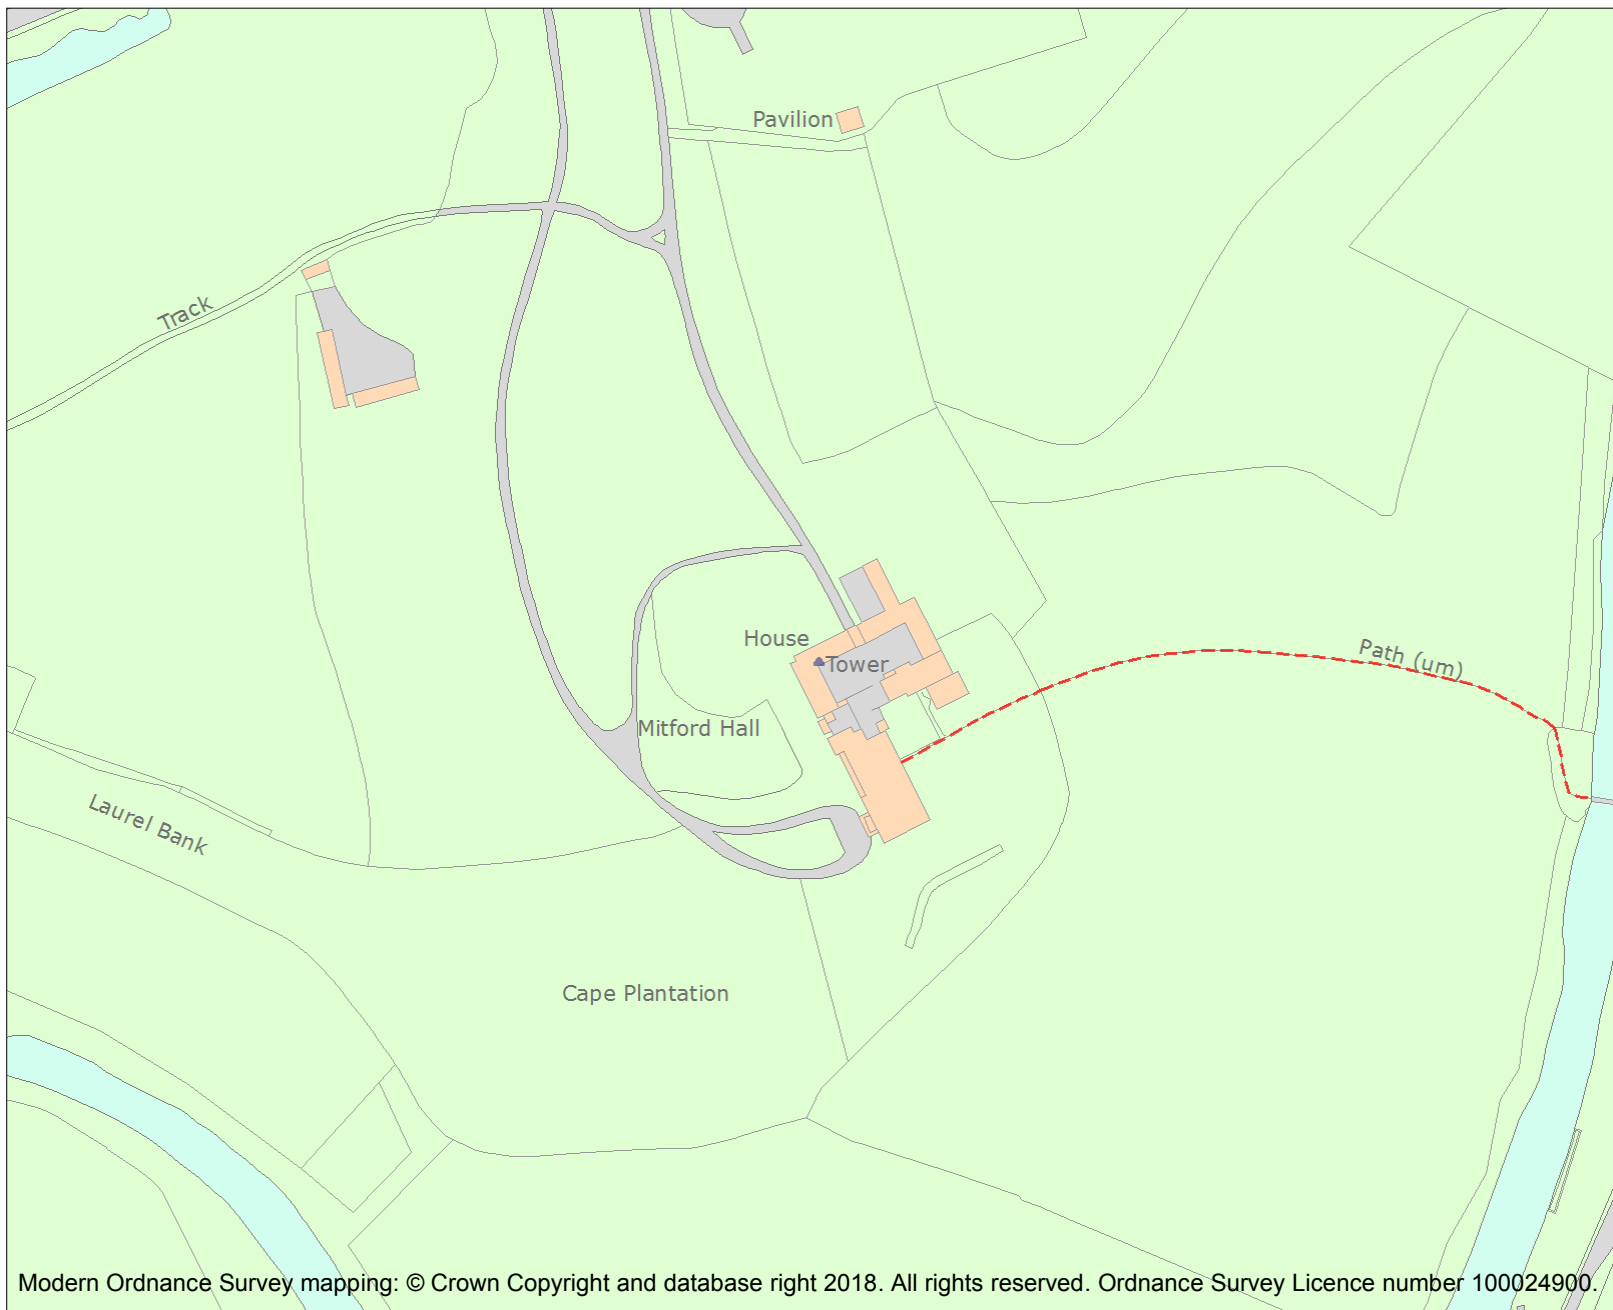 Pavilion
Track
House
Tower
Path (um)
Mitford Hall
Laurel Bank
Cape Plantation
Modern Ordnance Survey mapping: © Crown Copyright and database right 2018. All rights reserved. Ordnance Survey Licence number 100024900.